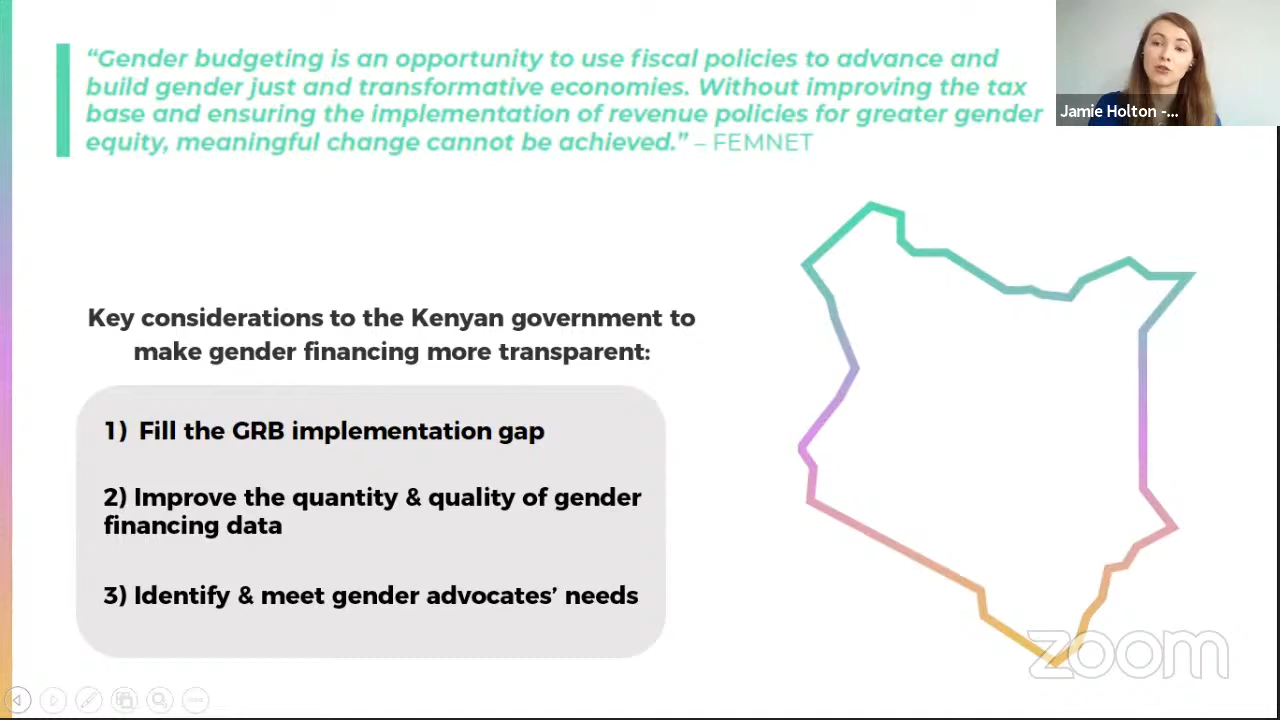 “Gender budgeting is an opportunity to use fiscal policies to advance and
build gender just and transformative economies. Without improving the tax
base and ensuring the implementation of revenue policies for greater gender
equity, meaningful change cannot be achieved.” – FEMNET
Jamie Holton -...
Key considerations to the Kenyan government to
make gender financing more transparent:
1) Fill the GRB implementation gap
2) Improve the quantity & quality of gender
financing data
3) Identify & meet gender advocates’ needs
zoom